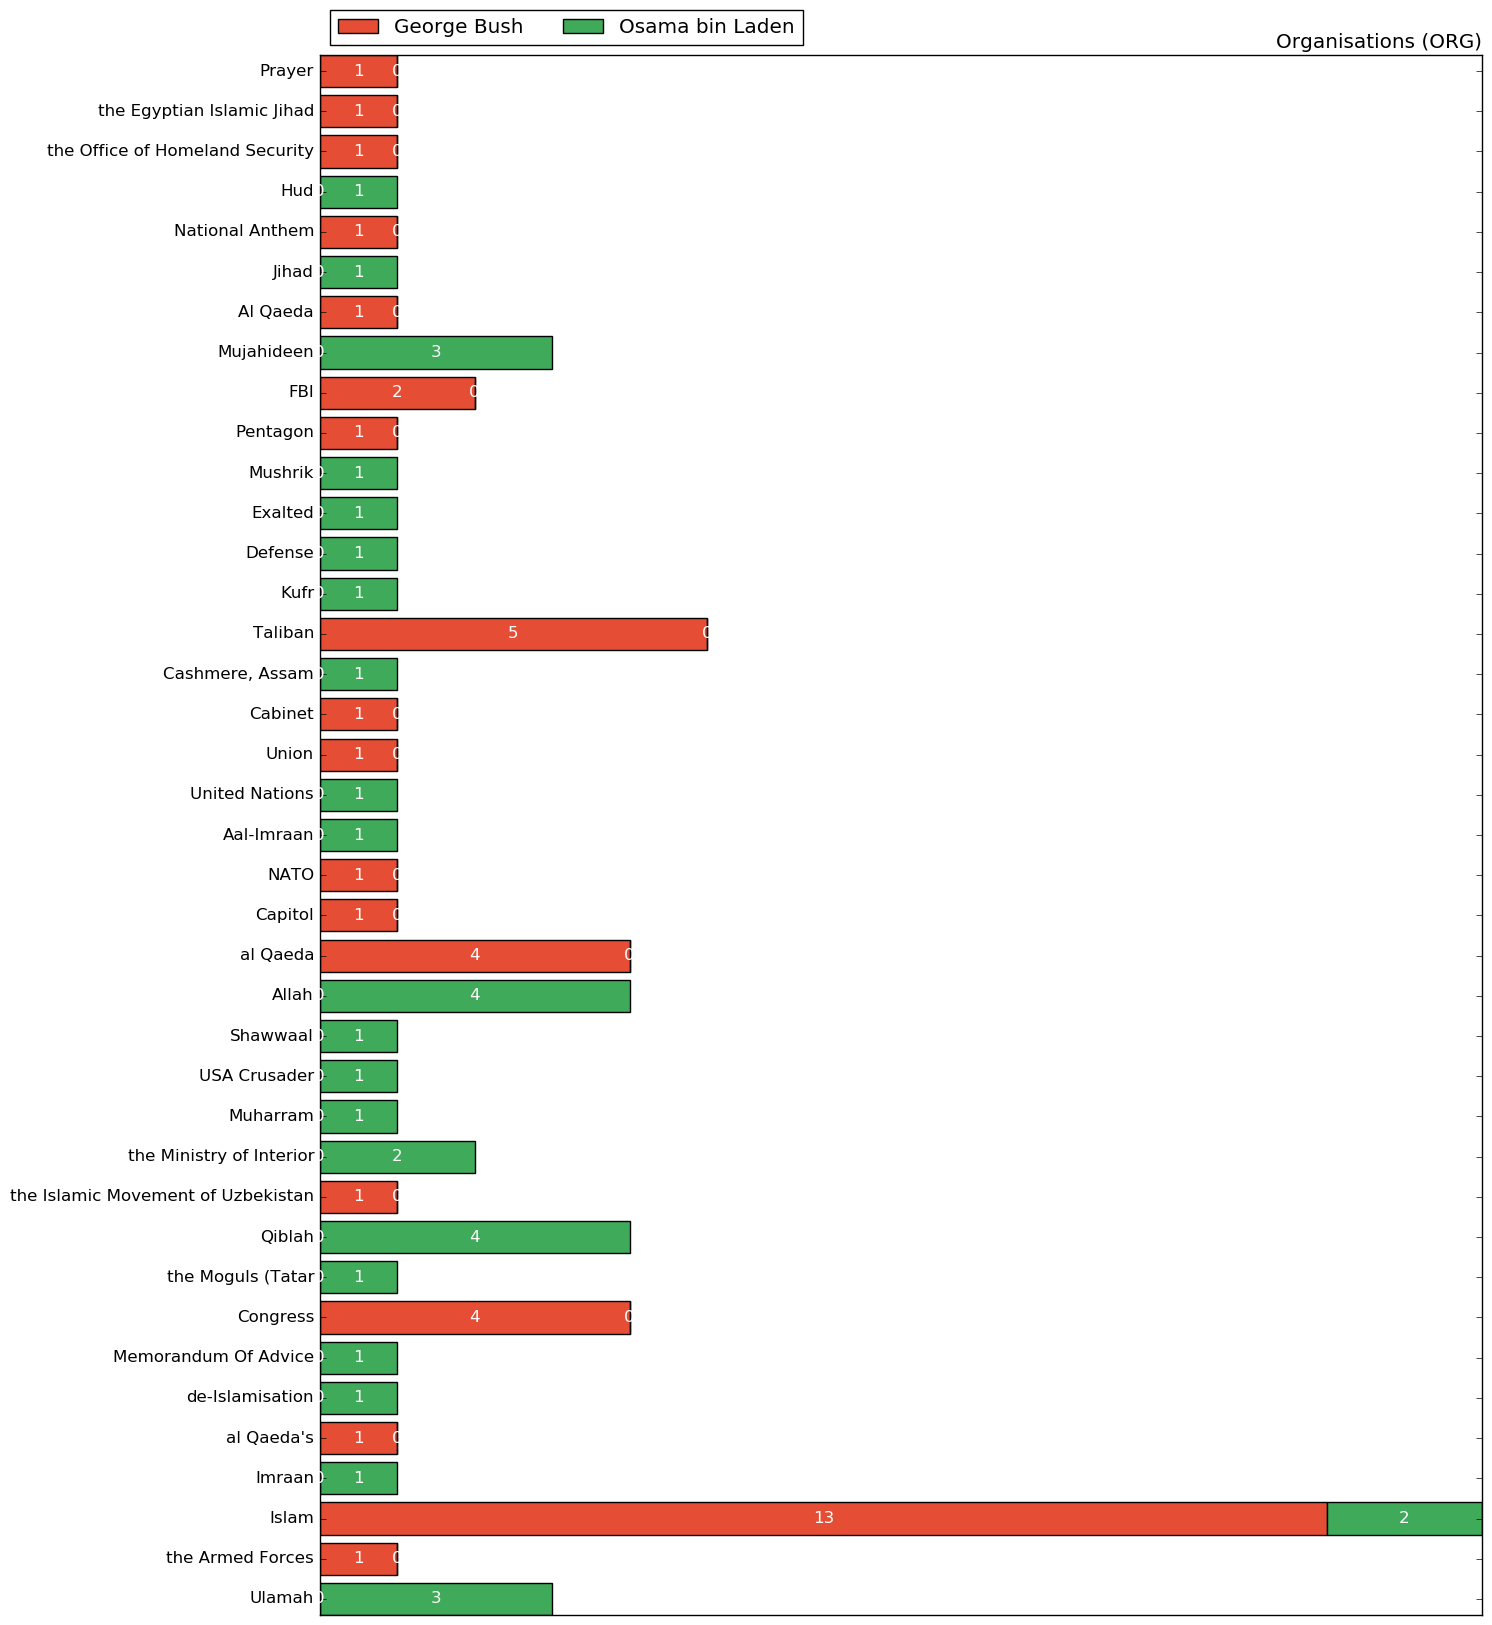 George Bush Osama bin Laden
Organisations (ORG)
Prayer 1 0
the Egyptian Islamic Jihad 1 0
the Office of Homeland Security 1 0
Hud 0 1
National Anthem 1 0
Jihad 0 1
Al Qaeda 1 0
Mujahideen 0 3
FBI 2 0
Pentagon 1 0
Mushrik 0 1
Exalted 0 1
Defense 0 1
Kufr 0 1
Taliban 5 0
Cashmere, Assam 0 1
Cabinet 1 0
Union 1 0
United Nations 0 1
Aal-Imraan 0 1
NATO 1 0
Capitol 1 0
al Qaeda 4 0
Allah 0 4
Shawwaal 0 1
USA Crusader 0 1
Muharram 0 1
the Ministry of Interior 0 2
the Islamic Movement of Uzbekistan 1 0
Qiblah 0 4
the Moguls (Tatar 0 1
Congress 4 0
Memorandum Of Advice 0 1
de-Islamisation 0 1
al Qaeda's 1 0
Imraan 0 1
Islam 13 2
the Armed Forces 1 0
Ulamah 0 3